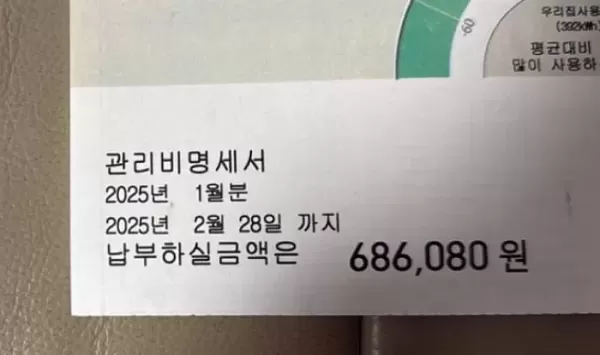 우리집사용
(392kWh)
-60
평균대비
많이 사용하
관리비명세서
2025년 1월분
2025년 2월 28일 까지
납부하실금액은 686,080 원